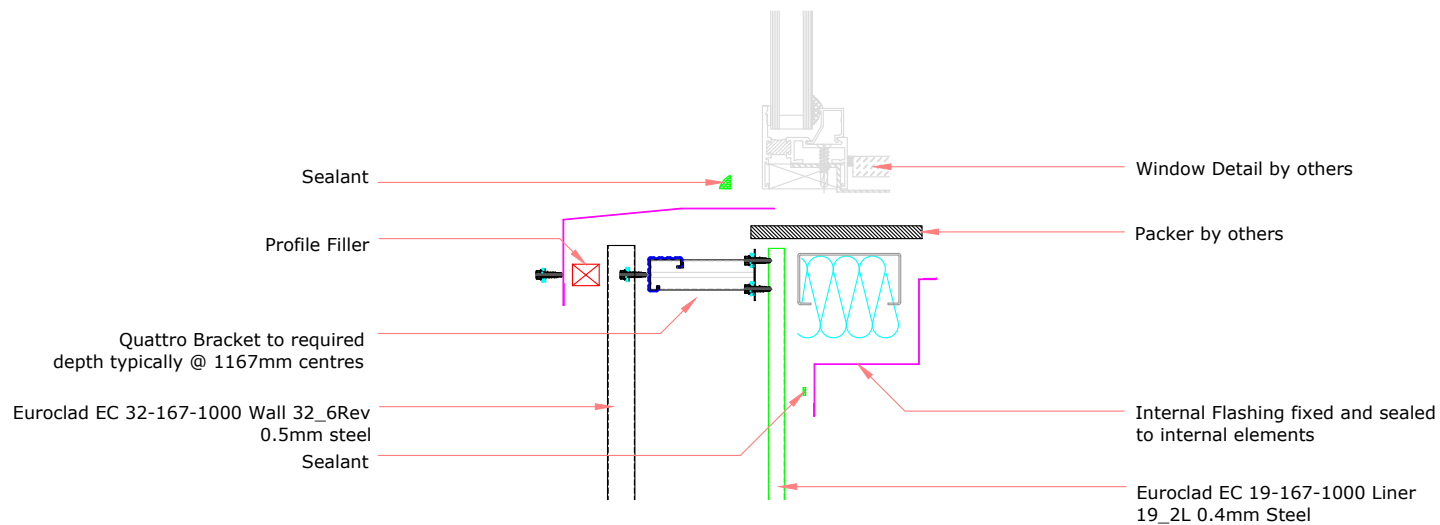 Sealant
Profile Filler
Quattro Bracket to required
depth typically @ 1167mm centres
Euroclad EC 32-167-1000 Wall 32_6Rev
0.5mm steel
Sealant
Window Detail by others
Packer by others
Internal Flashing fixed and sealed
to internal elements
Euroclad EC 19-167-1000 Liner
19_2L 0.4mm Steel